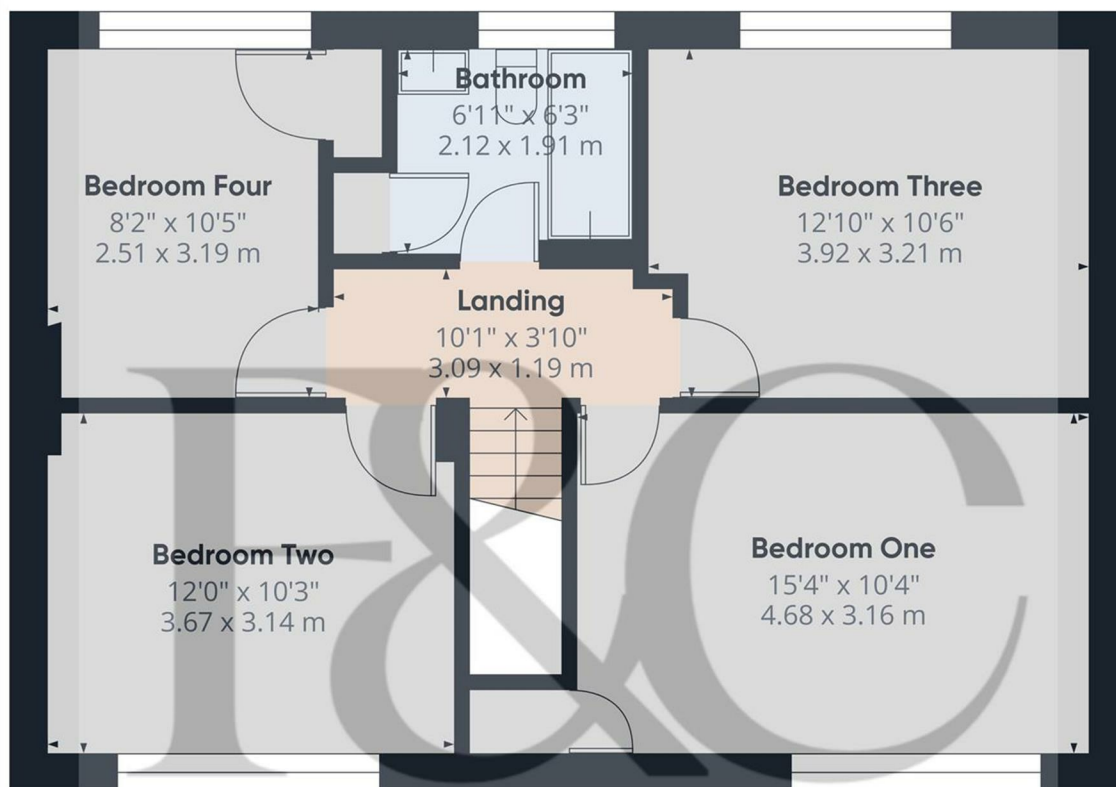 Bathroom
6'11" x 6'3"
2.12 x 1.91 m
Bedroom Four
8'2" x 10'5"
2.51 x 3.19 m
Bedroom Three
12'10" x 10'6"
3.92 x 3.21 m
Landing
10'1" x 3'10"
3.09 x 1.19 m
Bedroom Two
12'0" x 10'3"
3.67 x 3.14 m
Bedroom One
15'4" x 10'4"
4.68 x 3.16 m
F&C